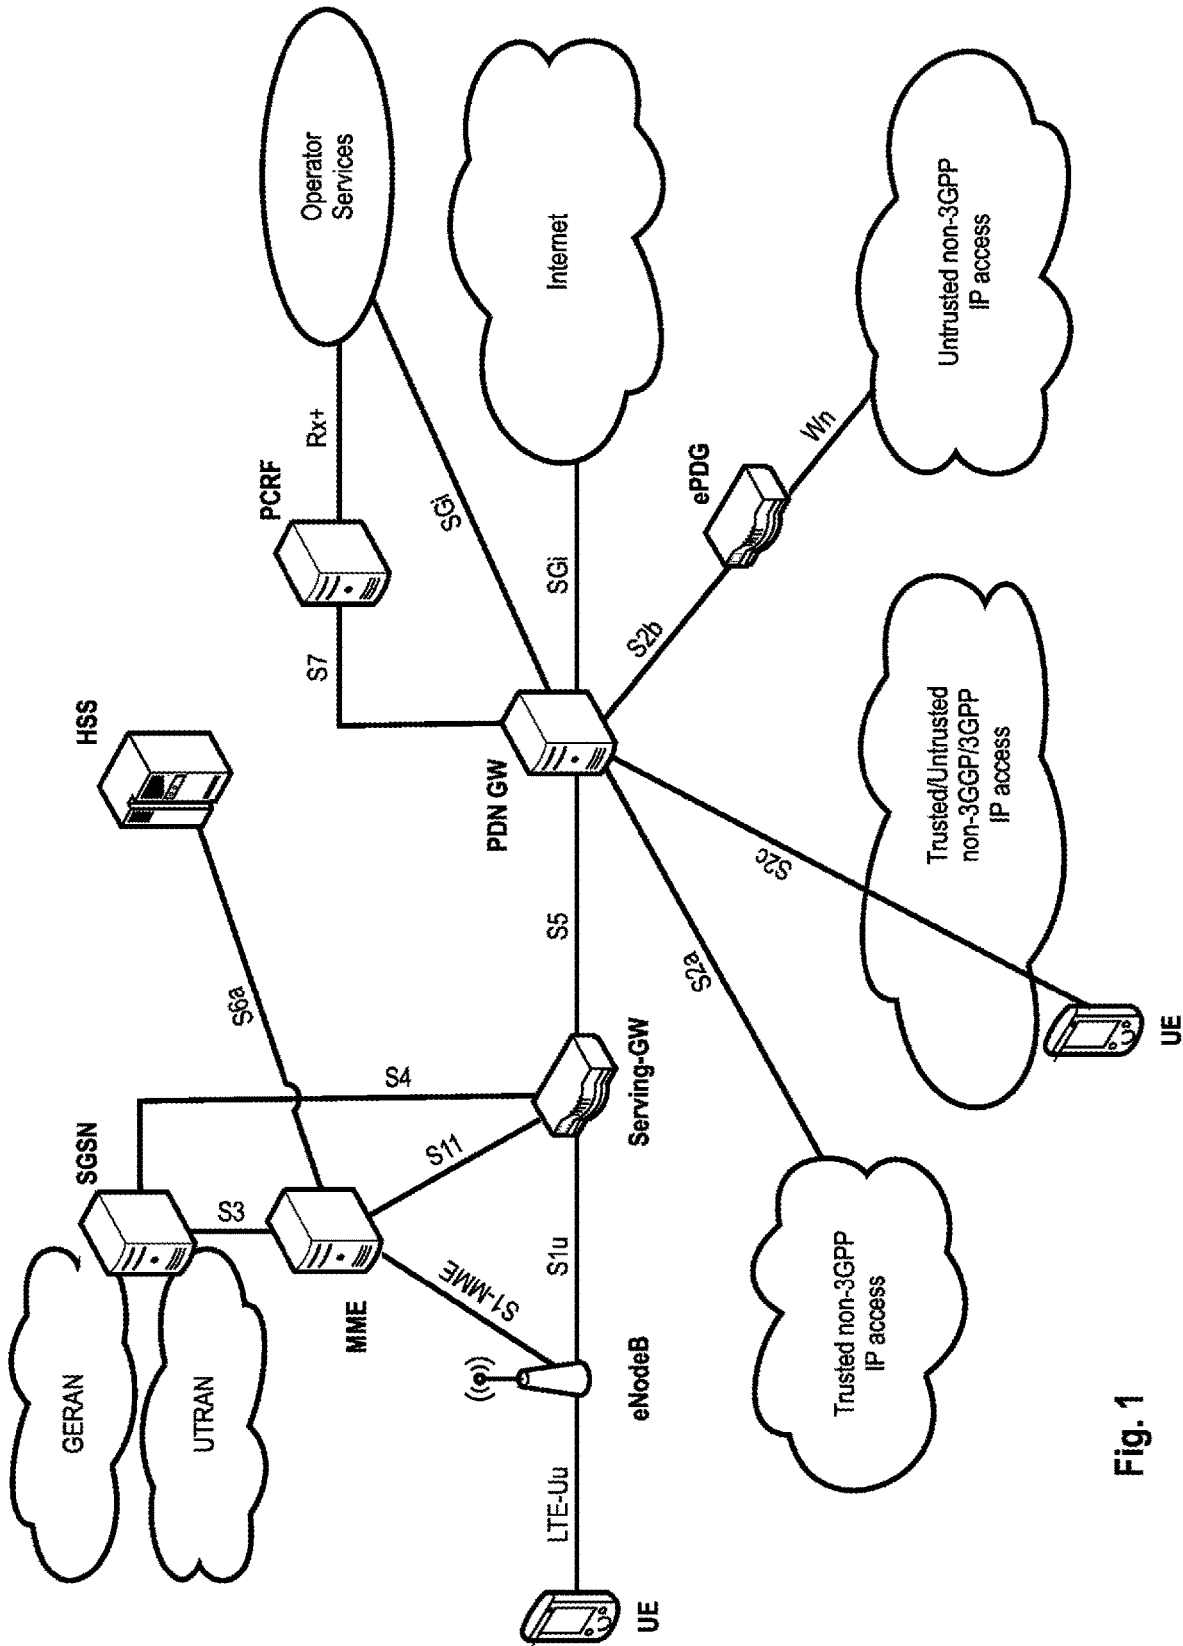 GERAN
UTRAN
SGSN
HSS
S3
S6a
S4
MME
S11
S1-MME
S7
PCRF
Rx+
Operator
Services
SGi
UE
LTE-Uu
eNodeB
S1u
Serving-GW
S5
PDN GW
SGi
Internet
S2a
S2c
S2b
ePDG
Wn
Trusted non-3GPP
IP access
Trusted/Untrusted
non-3GGP/3GPP
IP access
Untrusted non-3GPP
IP access
UE
Fig. 1